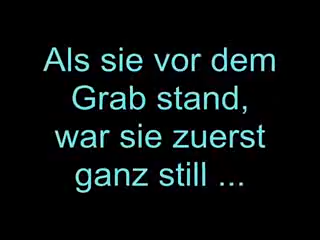 Als sie vor dem
Grab stand,
war sie zuerst
ganz still ...